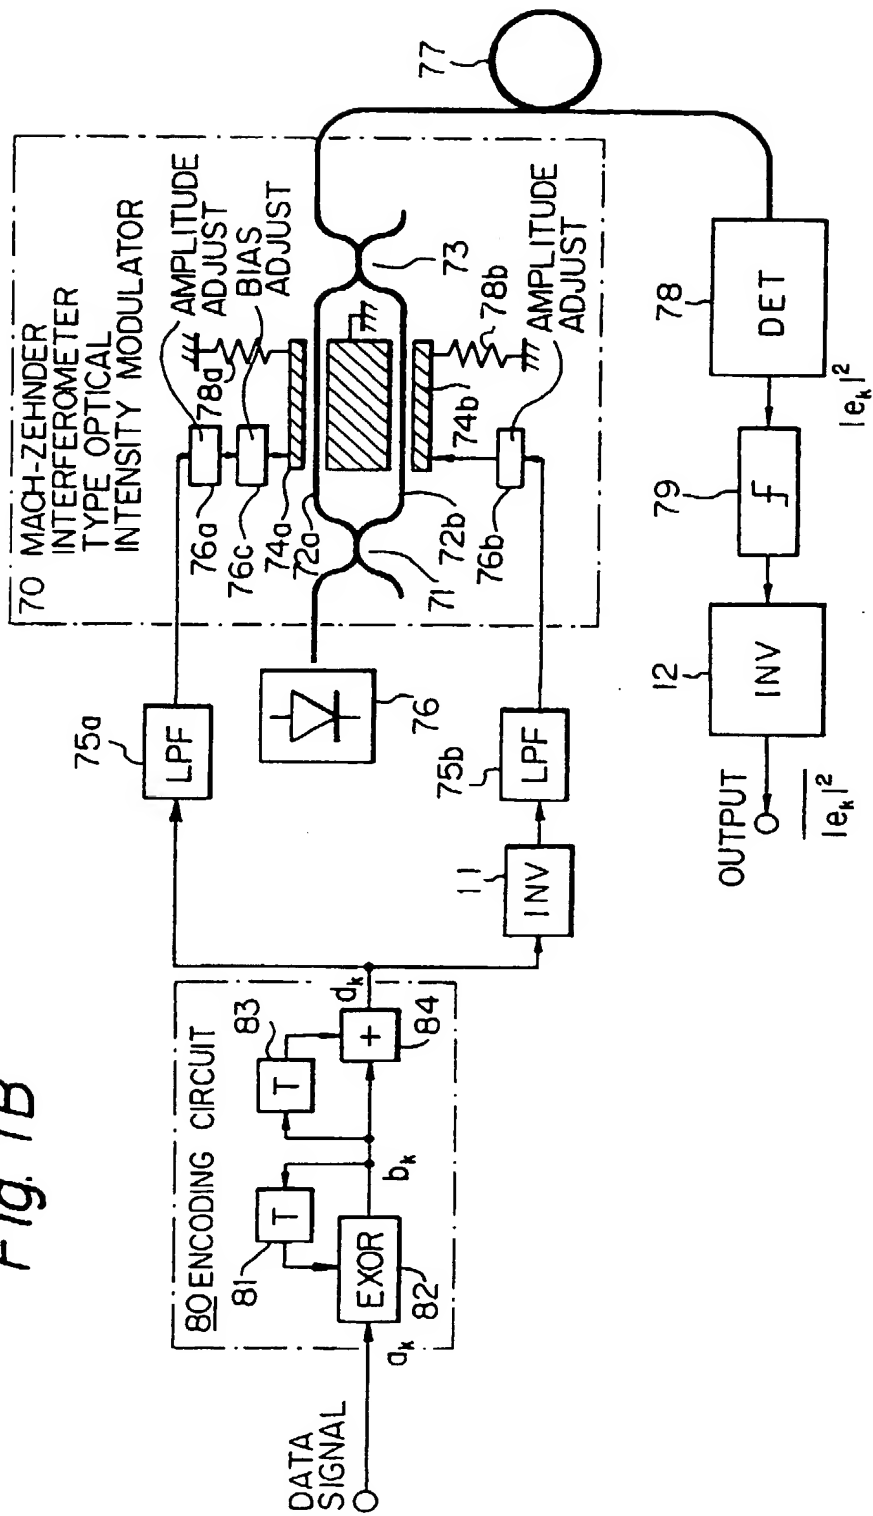 Fig. 1B
DATA
SIGNAL
a_k
80 ENCODING CIRCUIT
81
T
EXOR
82
b_k
83
T
+
84
d_k
11
INV
75a
LPF
75b
LPF
76
70 MACH-ZEHNDER
INTERFEROMETER
TYPE OPTICAL
INTENSITY MODULATOR
AMPLITUDE
ADJUST
BIAS
ADJUST
76a
76c
78a
74a
72a
71
72b
76b
74b
78b
73
AMPLITUDE
ADJUST
77
78
DET
|e_k|²
79
12
INV
OUTPUT
|e_k|²